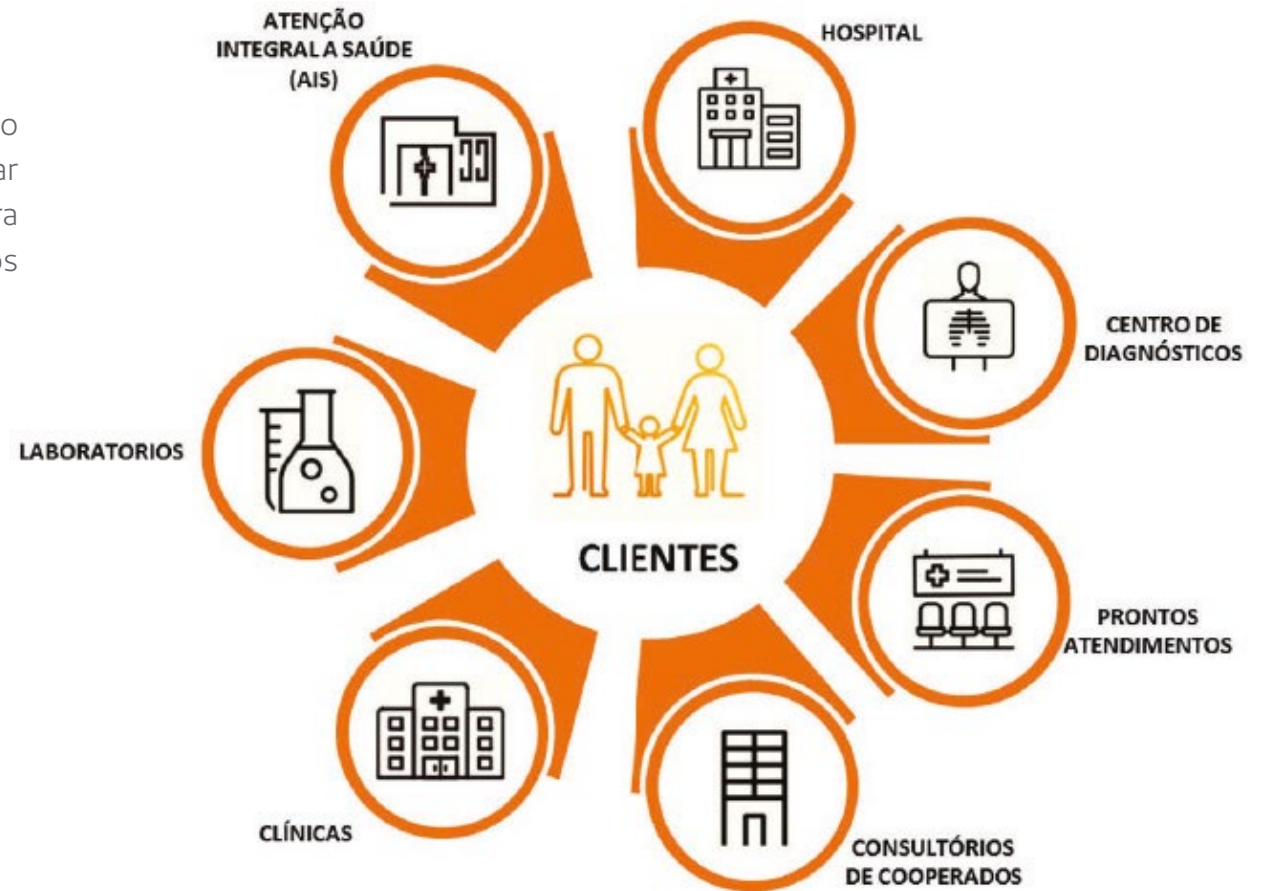 ATENÇÃO
INTEGRAL A SAÚDE
(AIS)
HOSPITAL
CENTRO DE
DIAGNÓSTICOS
PRONTOS
ATENDIMENTOS
CONSULTÓRIOS
DE COOPERADOS
CLÍNICAS
LABORATORIOS
CLIENTES